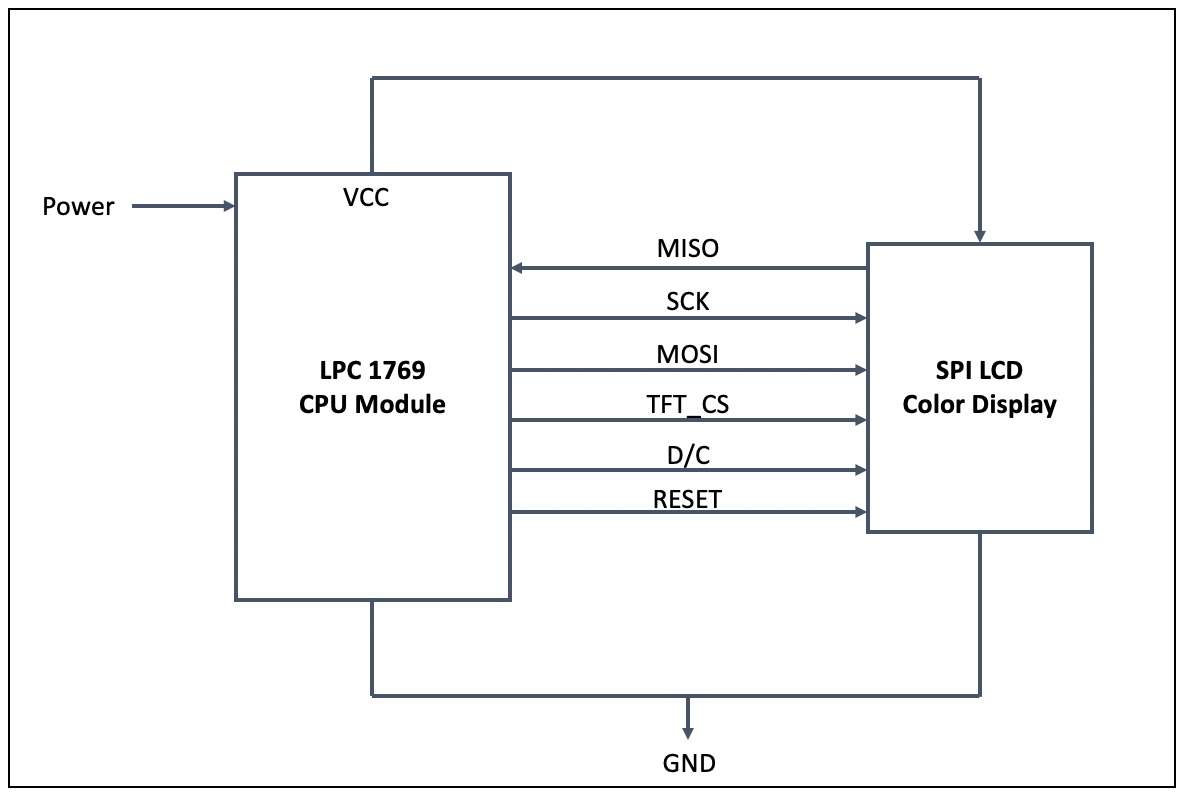 VCC
Power
MISO
SCK
MOSI
LPC 1769
CPU Module
SPI LCD
Color Display
TFT_CS
D/C
RESET
GND